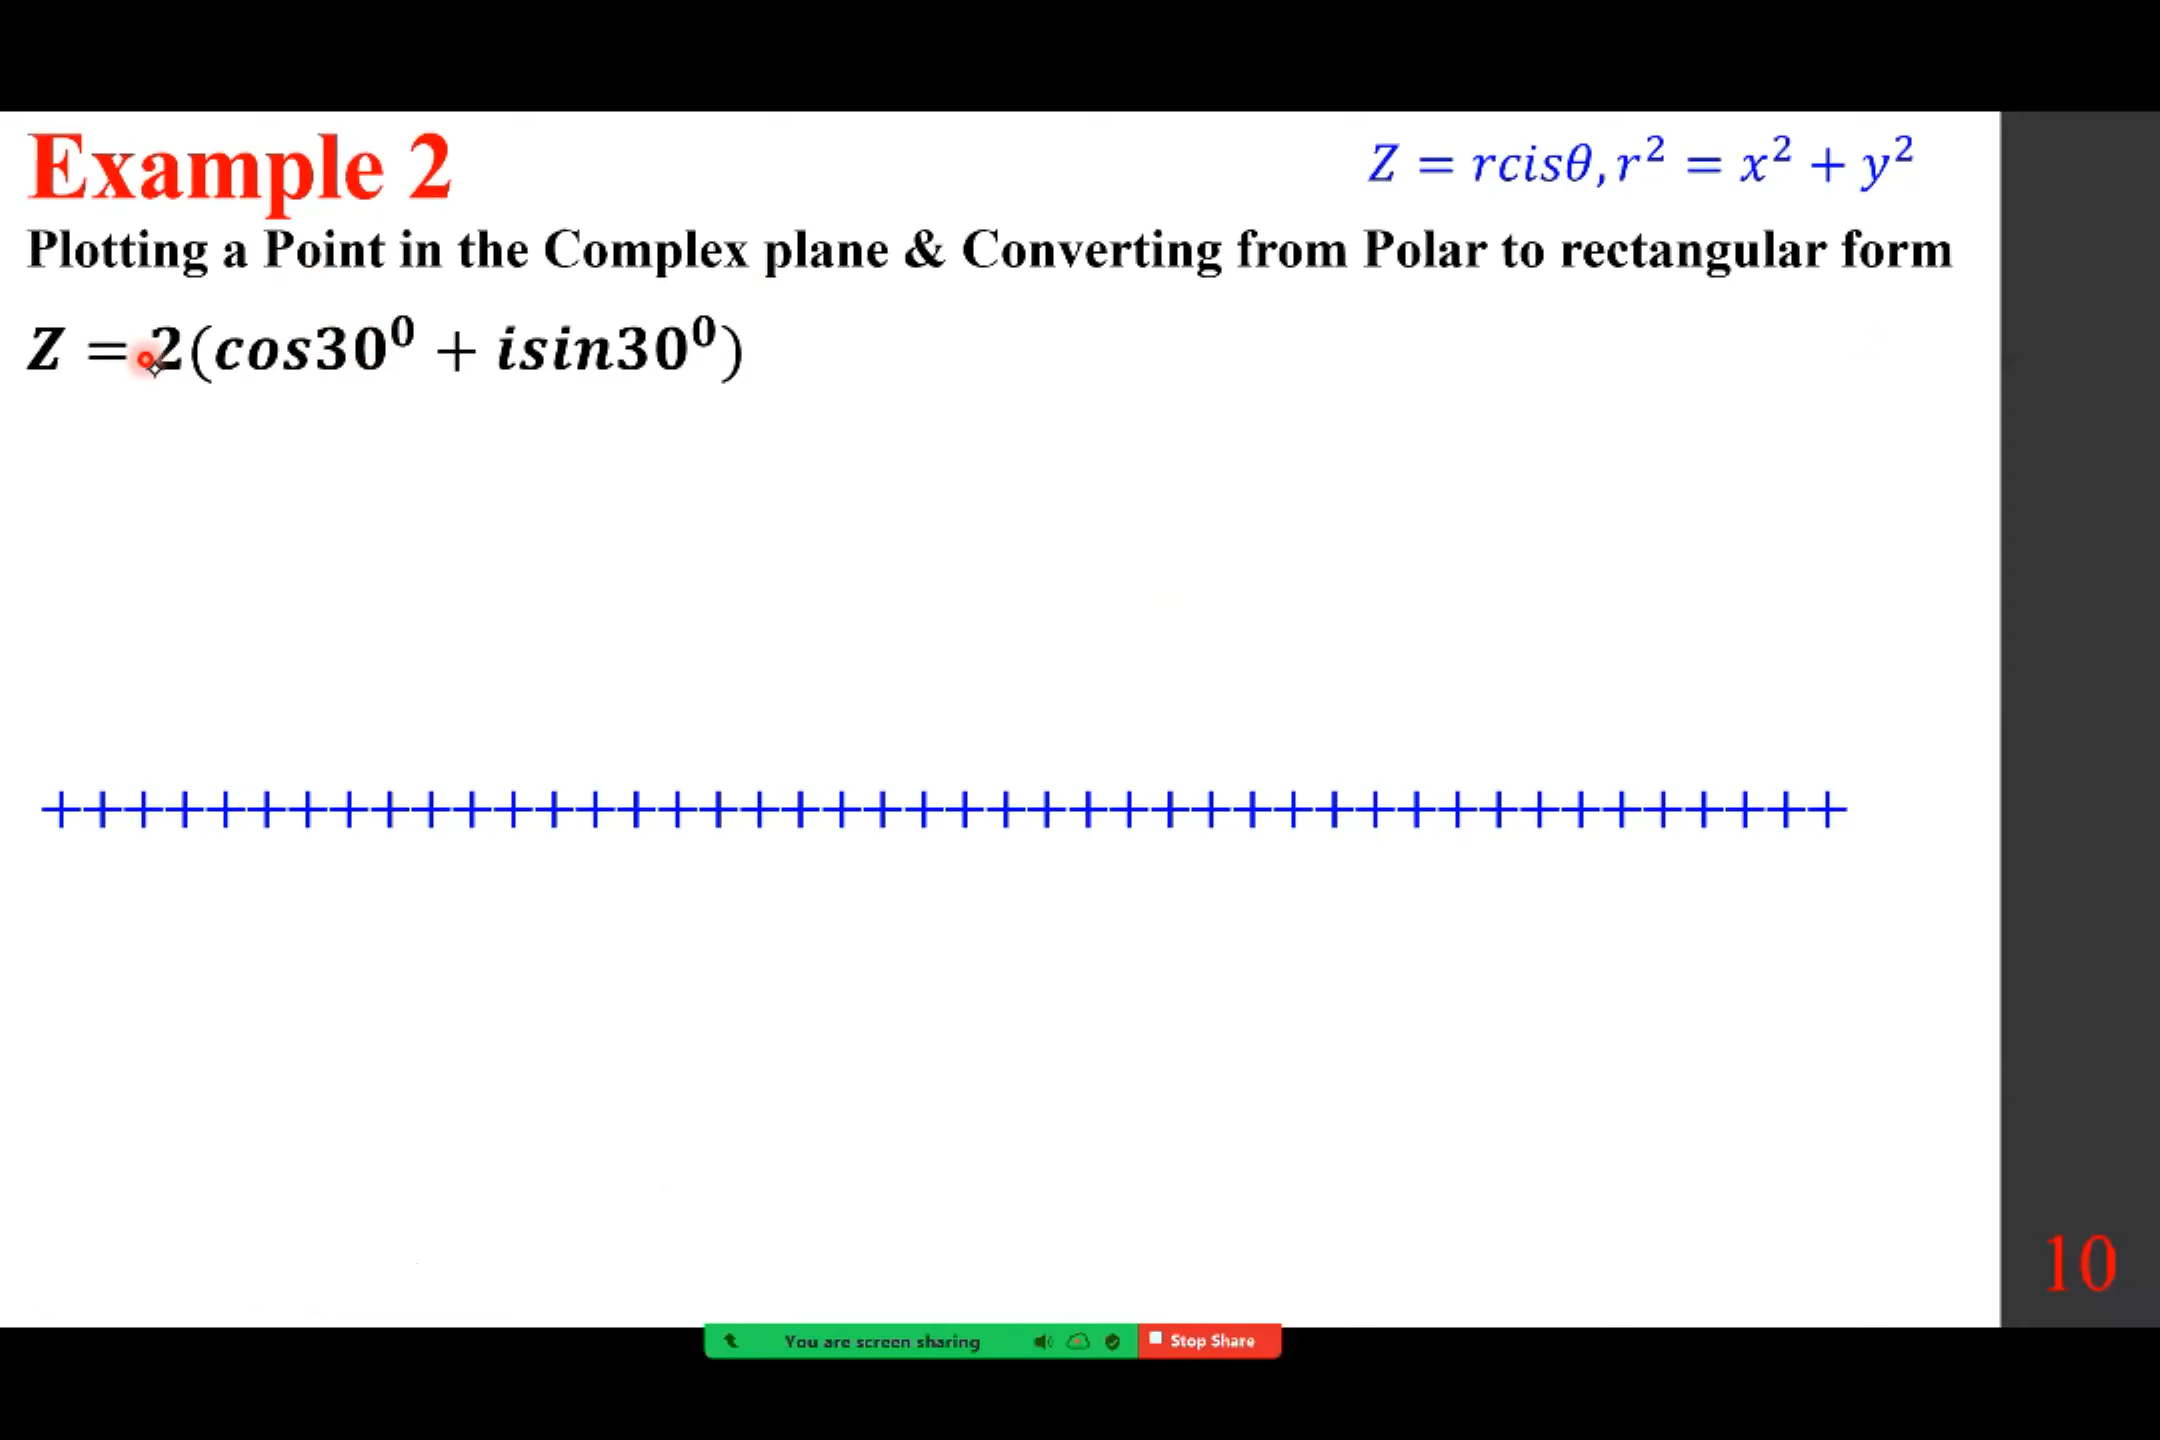 Example 2
Z = rcisθ, r² = x² + y²
Plotting a Point in the Complex plane & Converting from Polar to rectangular form
Z = 2(cos30⁰ + isin30⁰)
++++++++++++++++++++++++++++++++++++++++++++
10
You are screen sharing
Stop Share